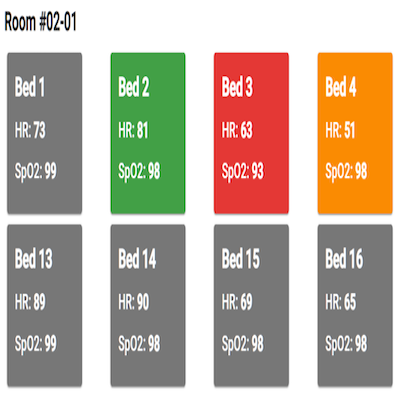 Room #02-01
Bed 1
HR: 73
SpO2: 99
Bed 2
HR: 81
SpO2: 98
Bed 3
HR: 63
SpO2: 93
Bed 4
HR: 51
SpO2: 98
Bed 13
HR: 89
SpO2: 99
Bed 14
HR: 90
SpO2: 98
Bed 15
HR: 69
SpO2: 98
Bed 16
HR: 65
SpO2: 98